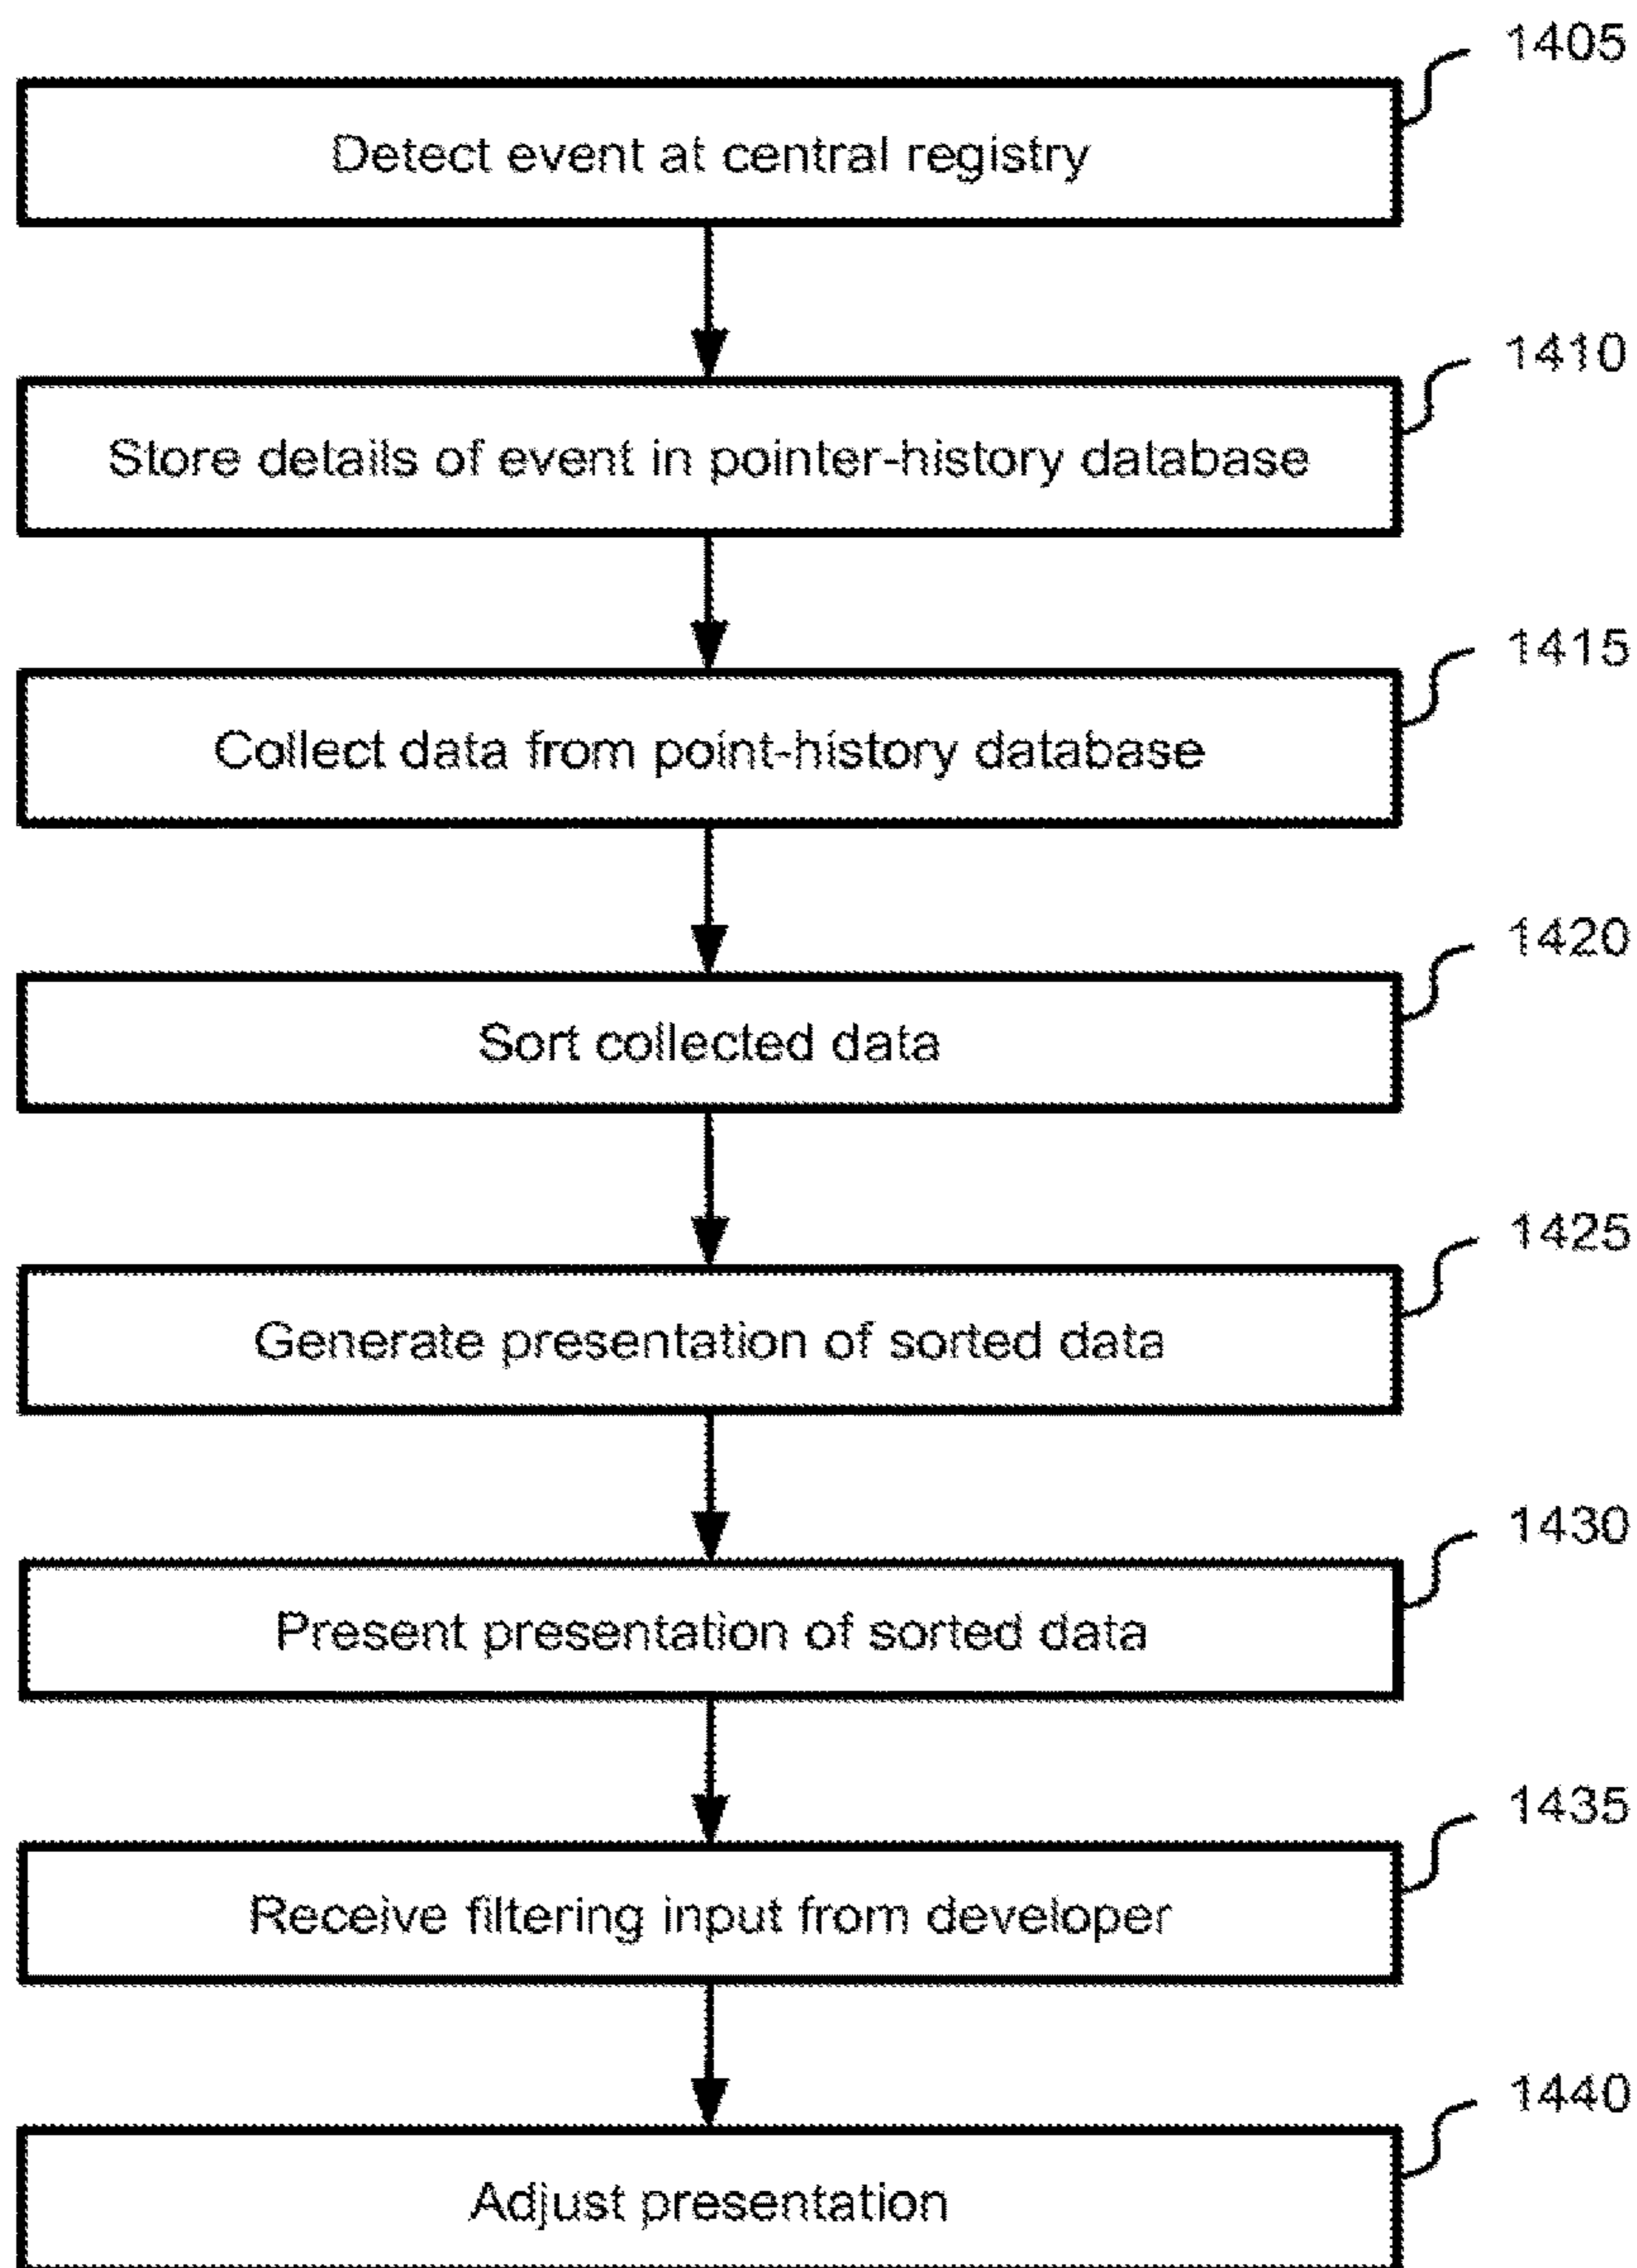 1405
Detect event at central registry
1410
Store details of event in pointer-history database
1415
Collect data from point-history database
1420
Sort collected data
1425
Generate presentation of sorted data
1430
Present presentation of sorted data
1435
Receive filtering input from developer
1440
Adjust presentation